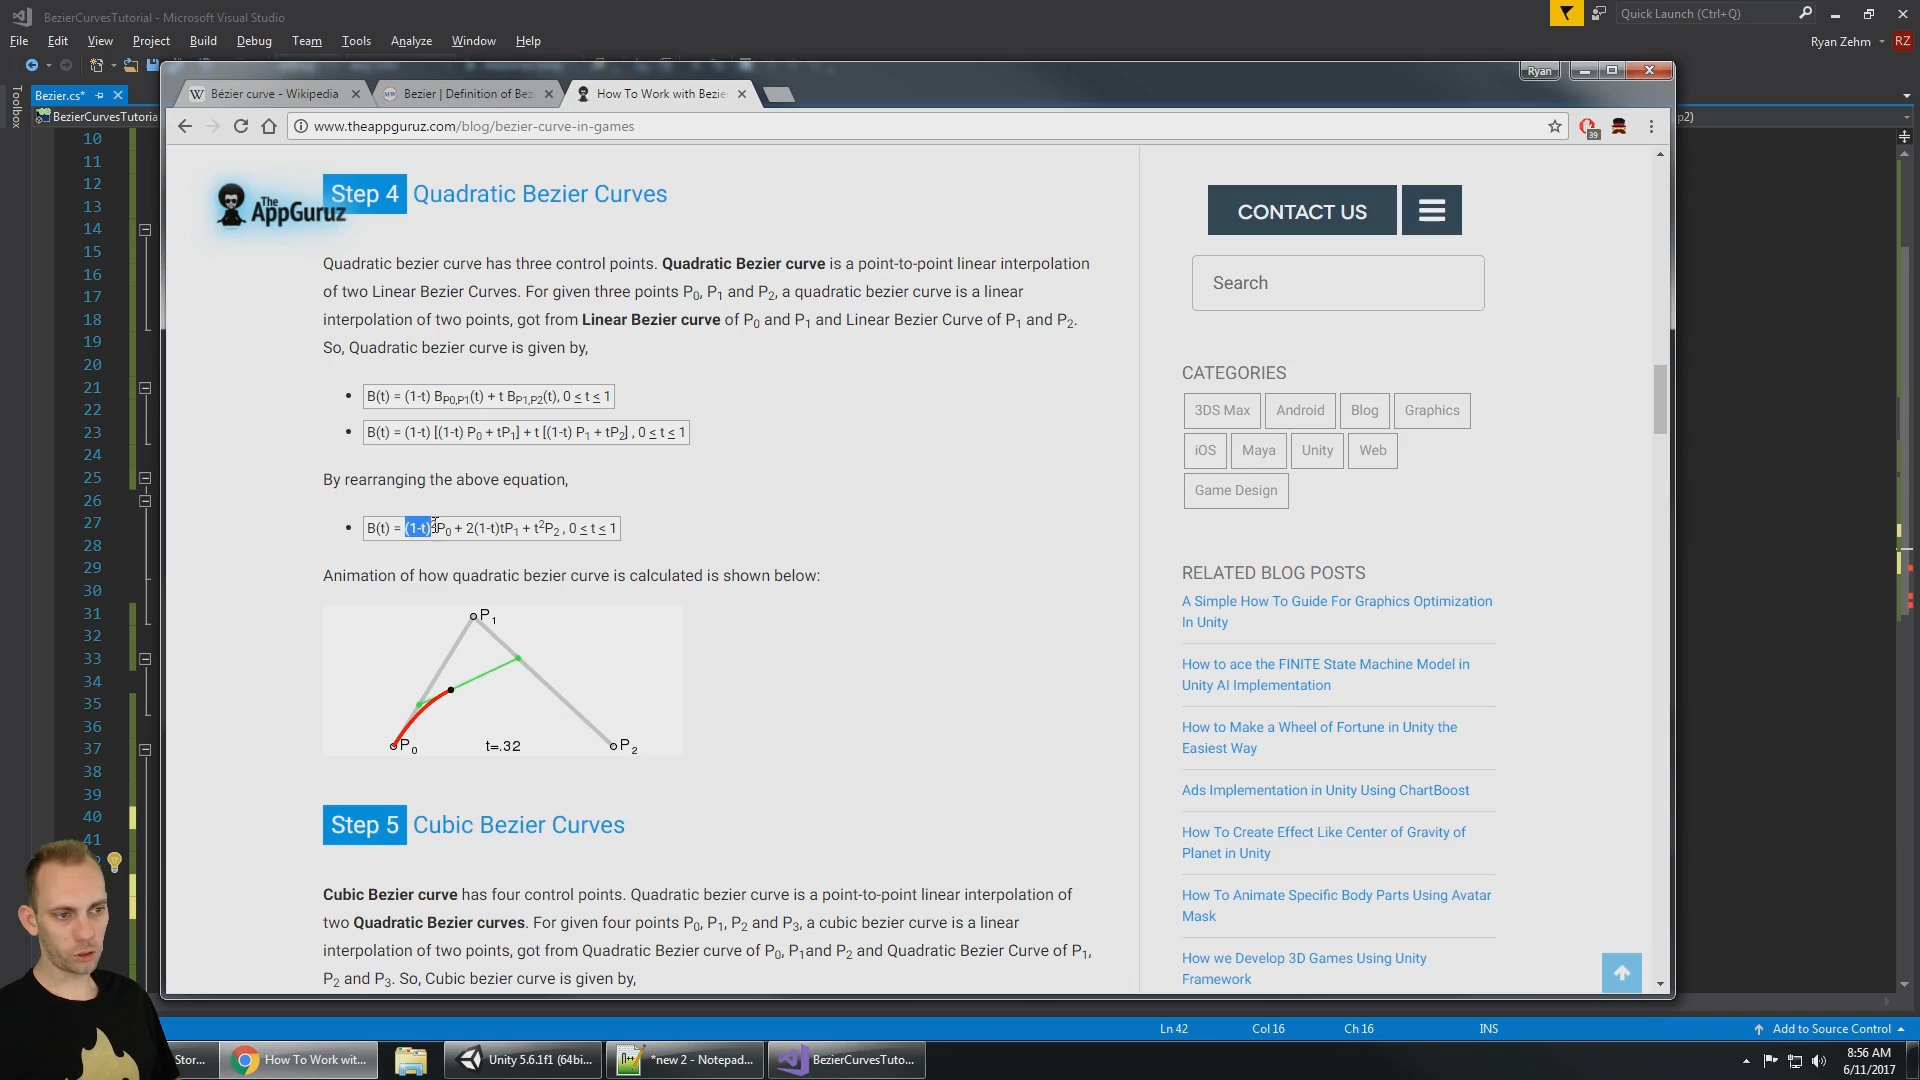 BezierCurvesTutorial - Microsoft Visual Studio
Quick Launch (Ctrl+Q)
File Edit View Project Build Debug Team Tools Analyze Window Help
Ryan Zehm RZ
Ryan
Toolbox
Bezier.cs*
Bézier curve - Wikipedia
Bezier | Definition of Bez
How To Work with Bezie
BezierCurvesTutoria
www.theappguruz.com/blog/bezier-curve-in-games
39
p2)
10
11
12
13
14
15
16
17
18
19
20
21
22
23
24
25
26
27
28
29
30
31
32
33
34
35
36
37
38
39
40
41
The AppGuruz
Step 4 Quadratic Bezier Curves
Quadratic bezier curve has three control points. Quadratic Bezier curve is a point-to-point linear interpolation
of two Linear Bezier Curves. For given three points P0, P1 and P2, a quadratic bezier curve is a linear
interpolation of two points, got from Linear Bezier curve of P0 and P1 and Linear Bezier Curve of P1 and P2.
So, Quadratic bezier curve is given by,
• B(t) = (1-t) BP0,P1(t) + t BP1,P2(t), 0 ≤ t ≤ 1
• B(t) = (1-t) [(1-t) P0 + tP1] + t [(1-t) P1 + tP2] , 0 ≤ t ≤ 1
By rearranging the above equation,
• B(t) = (1-t)²P0 + 2(1-t)tP1 + t²P2 , 0 ≤ t ≤ 1
Animation of how quadratic bezier curve is calculated is shown below:
P1
P0
t=.32
P2
Step 5 Cubic Bezier Curves
Cubic Bezier curve has four control points. Quadratic bezier curve is a point-to-point linear interpolation of
two Quadratic Bezier curves. For given four points P0, P1, P2 and P3, a cubic bezier curve is a linear
interpolation of two points, got from Quadratic Bezier curve of P0, P1and P2 and Quadratic Bezier Curve of P1,
P2 and P3. So, Cubic bezier curve is given by,
CONTACT US
Search
CATEGORIES
3DS Max Android Blog Graphics
iOS Maya Unity Web
Game Design
RELATED BLOG POSTS
A Simple How To Guide For Graphics Optimization
In Unity
How to ace the FINITE State Machine Model in
Unity AI Implementation
How to Make a Wheel of Fortune in Unity the
Easiest Way
Ads Implementation in Unity Using ChartBoost
How To Create Effect Like Center of Gravity of
Planet in Unity
How To Animate Specific Body Parts Using Avatar
Mask
How we Develop 3D Games Using Unity
Framework
Ln 42 Col 16 Ch 16 INS Add to Source Control
Stor... How To Work wit... Unity 5.6.1f1 (64bi... *new 2 - Notepad... BezierCurvesTuto...
8:56 AM
6/11/2017